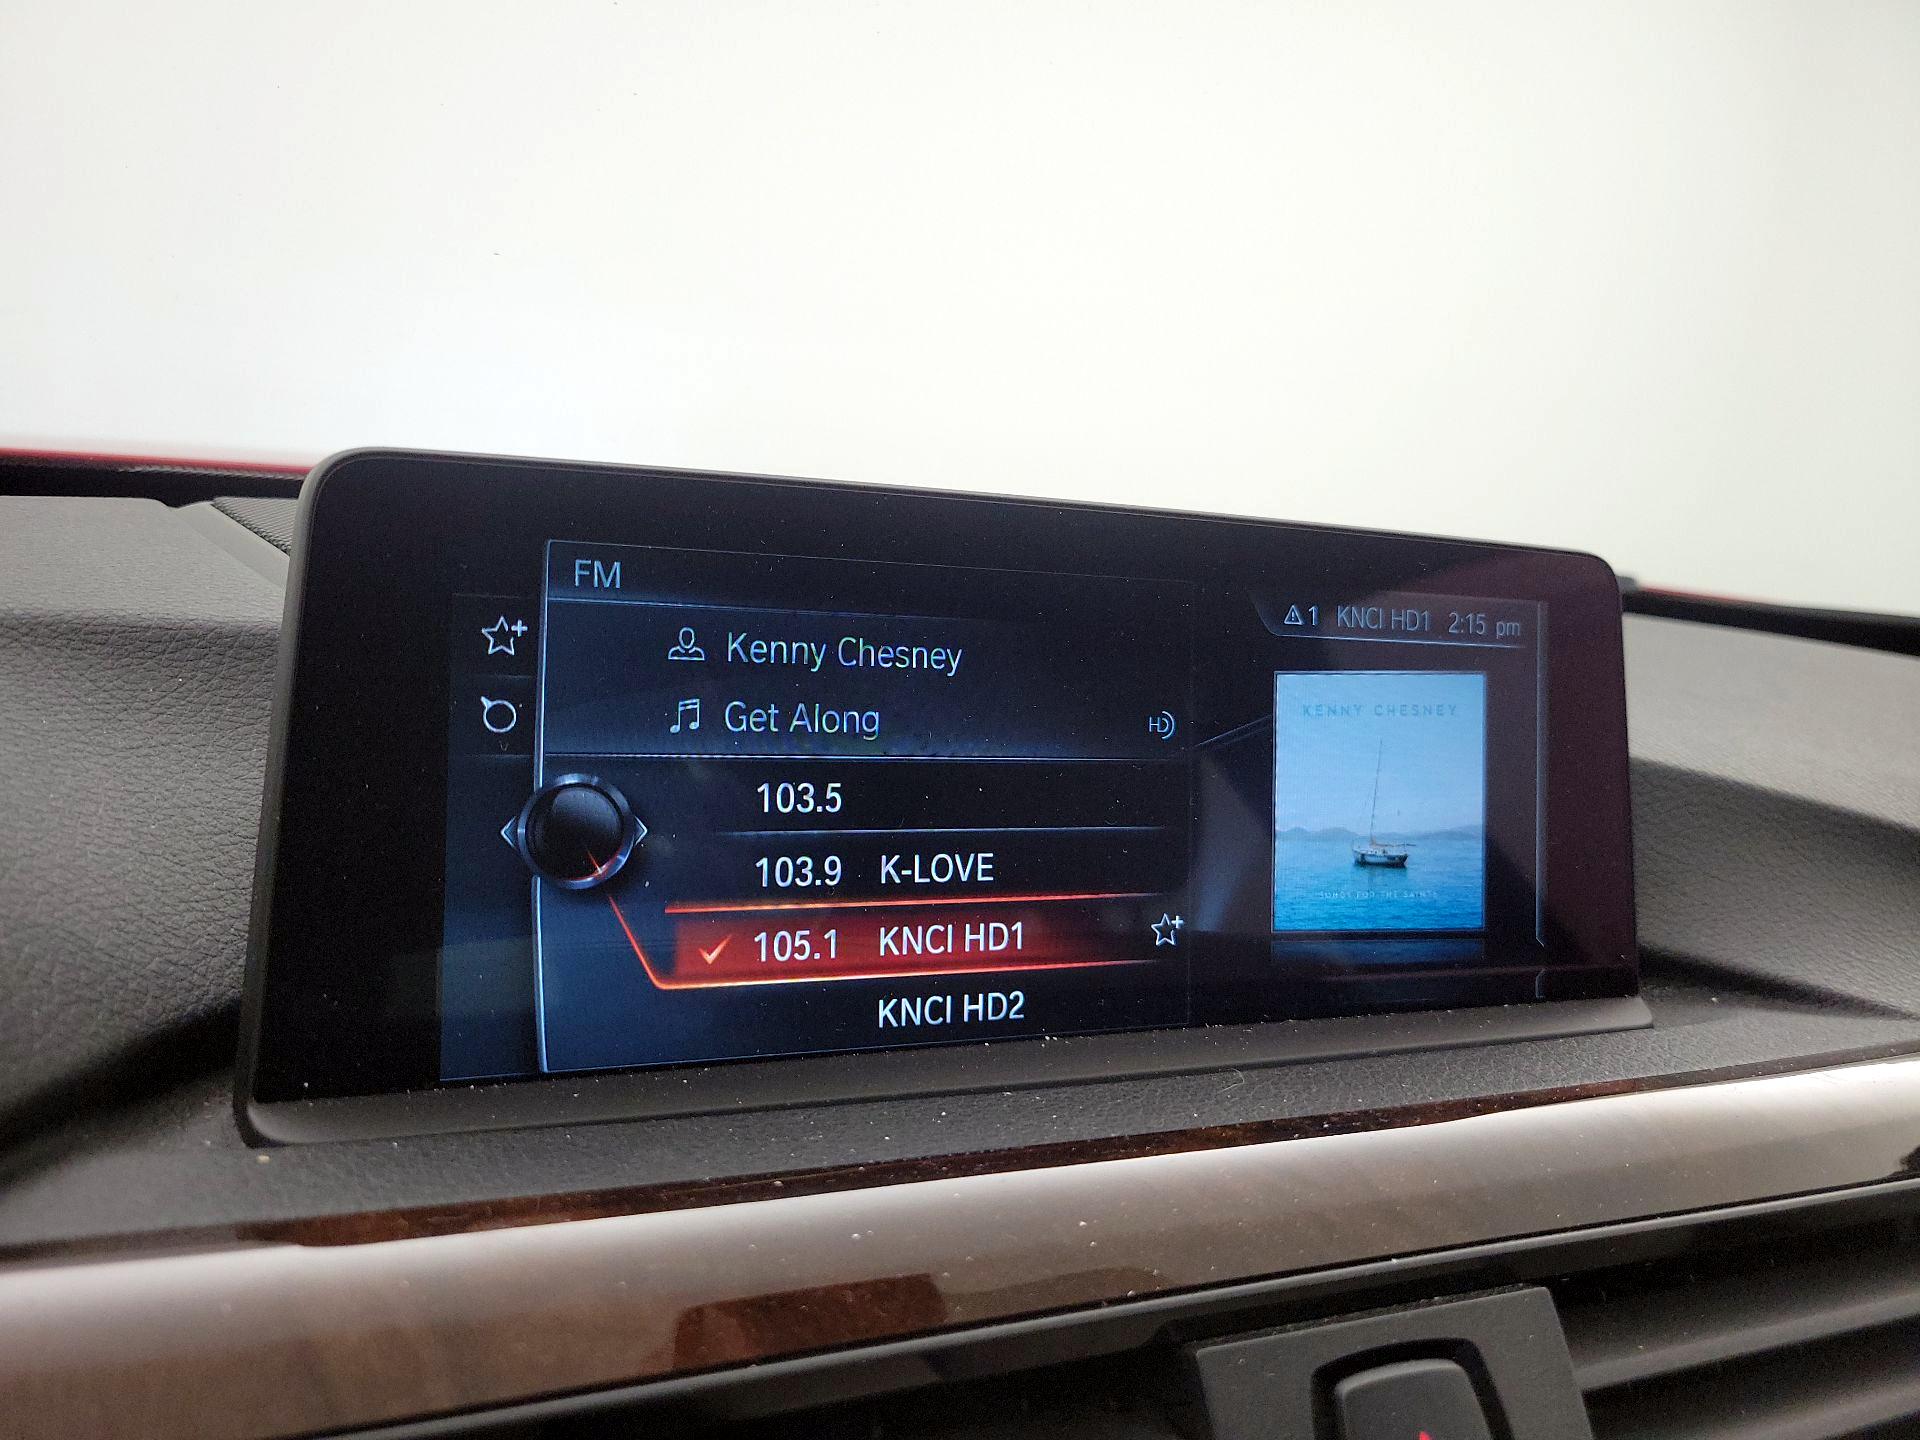 FM
1 KNCI HD1 2:15 pm
Kenny Chesney
Get Along
HD
103.5
103.9 K-LOVE
105.1 KNCI HD1
KNCI HD2
KENNY CHESNEY
SONGS FOR THE SAINTS